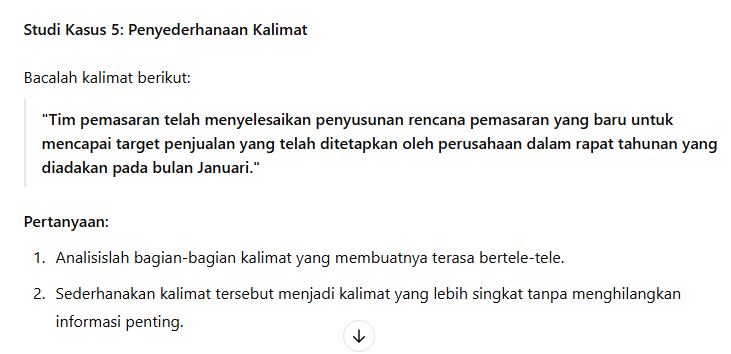 Studi Kasus 5: Penyederhanaan Kalimat
Bacalah kalimat berikut:
"Tim pemasaran telah menyelesaikan penyusunan rencana pemasaran yang baru untuk
mencapai target penjualan yang telah ditetapkan oleh perusahaan dalam rapat tahunan yang
diadakan pada bulan Januari."
Pertanyaan:
1. Analisislah bagian-bagian kalimat yang membuatnya terasa bertele-tele.
2. Sederhanakan kalimat tersebut menjadi kalimat yang lebih singkat tanpa menghilangkan
informasi penting.